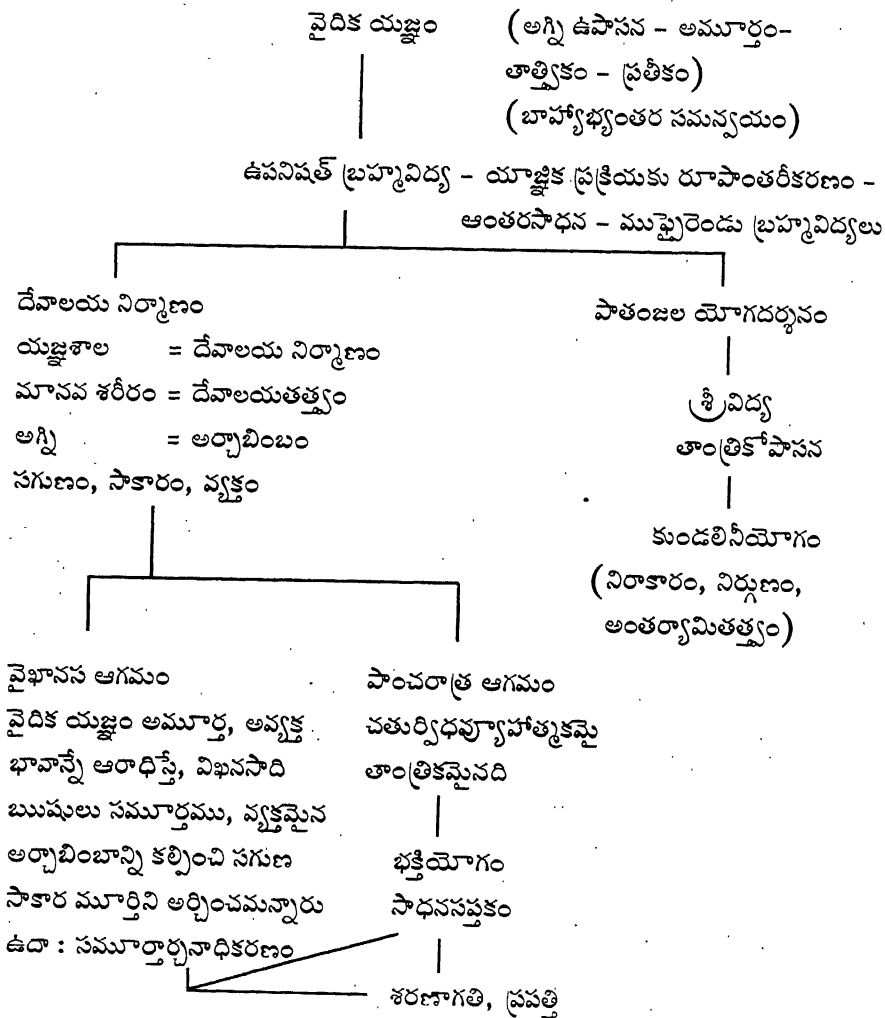 వైదిక యజ్ఞం (అగ్ని ఉపాసన – అమూర్తం–
తాత్త్వికం – ప్రతీకం)
(బాహ్యాభ్యంతర సమన్వయం)
ఉపనిషత్ బ్రహ్మవిద్య – యాజ్ఞిక ప్రక్రియకు రూపాంతరీకరణం –
ఆంతరసాధన – ముప్ఫైరెండు బ్రహ్మవిద్యలు
దేవాలయ నిర్మాణం
యజ్ఞశాల = దేవాలయ నిర్మాణం
మానవ శరీరం = దేవాలయతత్త్వం
అగ్ని = అర్చాబింబం
సగుణం, సాకారం, వ్యక్తం
పాతంజల యోగదర్శనం
శ్రీవిద్య
తాంత్రికోపాసన
కుండలినీయోగం
(నిరాకారం, నిర్గుణం,
అంతర్యామితత్త్వం)
వైఖానస ఆగమం
వైదిక యజ్ఞం అమూర్త, అవ్యక్త
భావాన్నే ఆరాధిస్తే, విఖనసాది
ఋషులు సమూర్తము, వ్యక్తమైన
అర్చాబింబాన్ని కల్పించి సగుణ
సాకార మూర్తిని అర్చించమన్నారు
ఉదా : సమూర్తార్చనాధికరణం
పాంచరాత్ర ఆగమం
చతుర్విధవ్యూహాత్మకమై
తాంత్రికమైనది
భక్తియోగం
సాధనసప్తకం
శరణాగతి, ప్రపత్తి